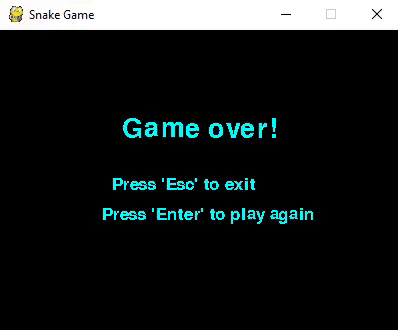 Snake Game
Game over!
Press 'Esc' to exit
Press 'Enter' to play again